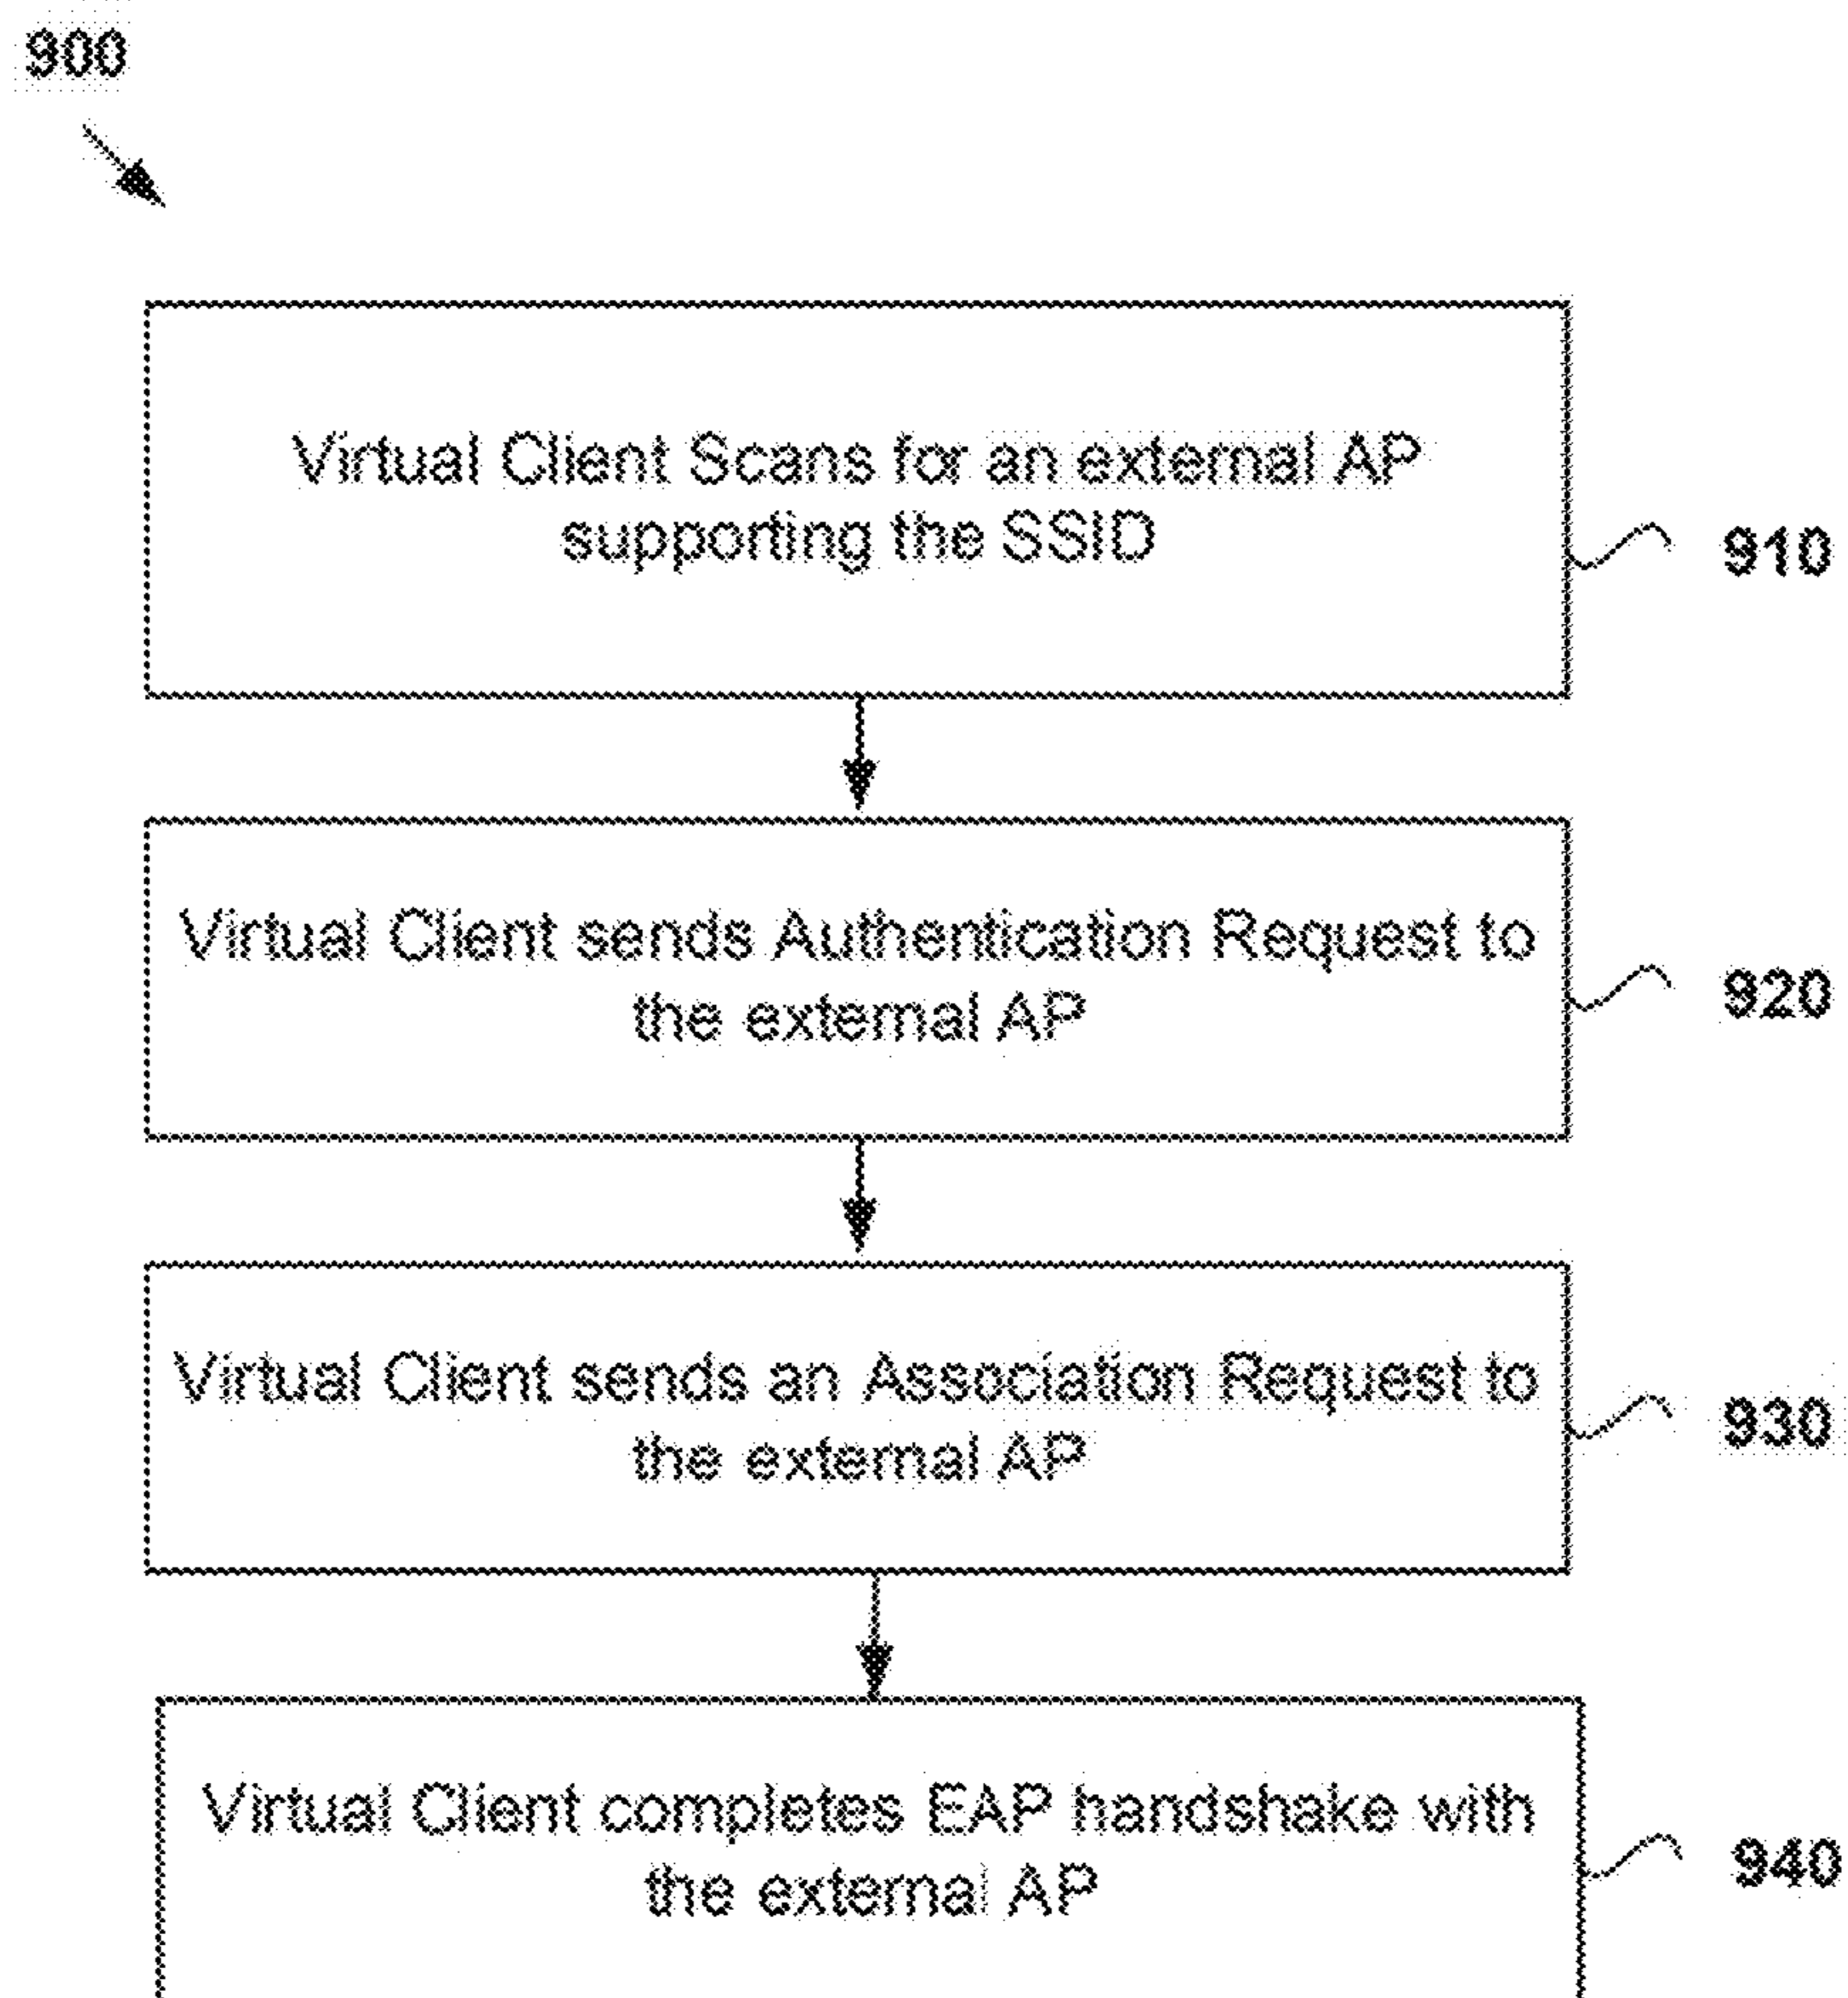 900
Virtual Client Scans for an external AP
supporting the SSID
910
Virtual Client sends Authentication Request to
the external AP
920
Virtual Client sends an Association Request to
the external AP
930
Virtual Client completes EAP handshake with
the external AP
940